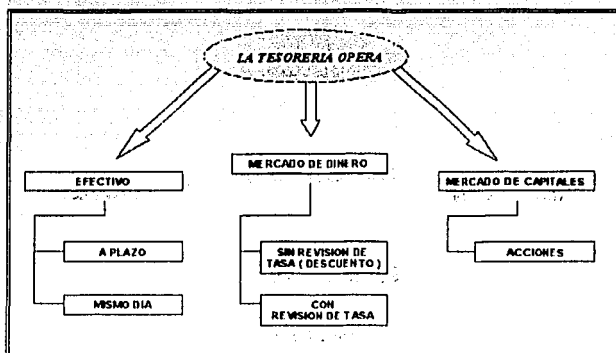 LA TESORERIA OPERA
EFECTIVO
A PLAZO
MISMO DIA
MERCADO DE DINERO
SIN REVISION DE
TASA ( DESCUENTO )
CON
REVISION DE TASA
MERCADO DE CAPITALES
ACCIONES